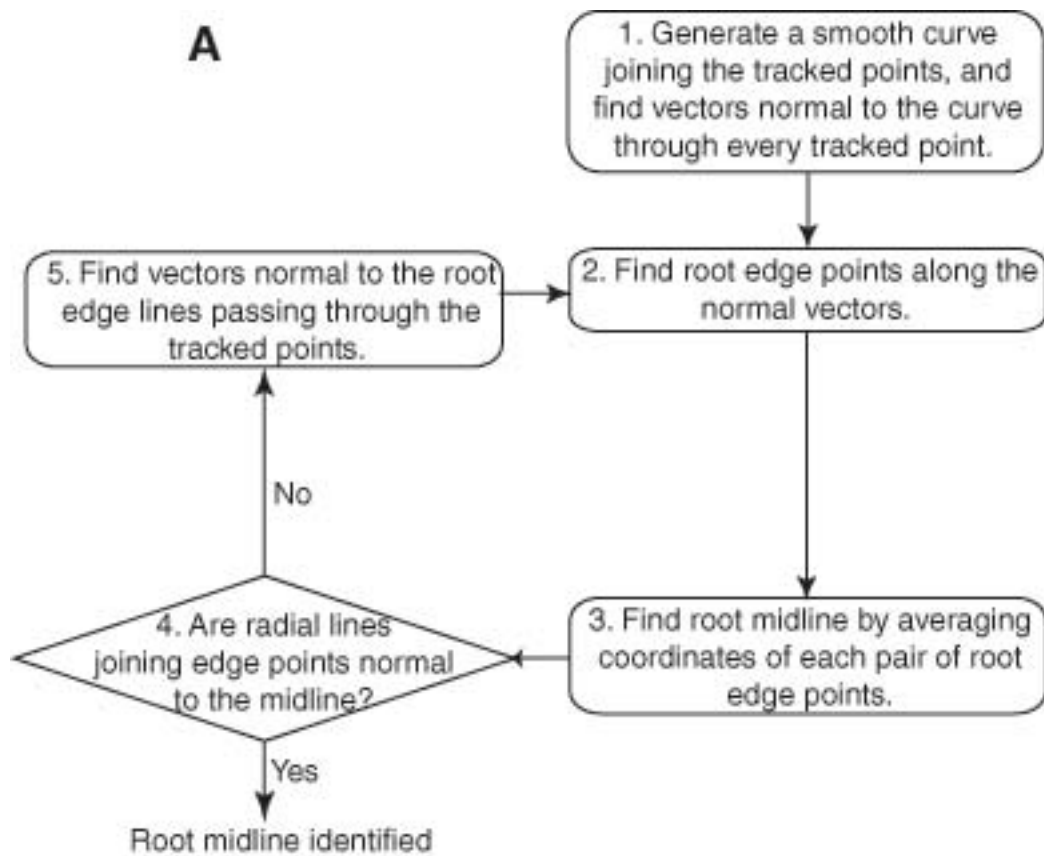 A
1. Generate a smooth curve
joining the tracked points, and
find vectors normal to the curve
through every tracked point.
5. Find vectors normal to the root
edge lines passing through the
tracked points.
2. Find root edge points along the
normal vectors.
No
4. Are radial lines
joining edge points normal
to the midline?
3. Find root midline by averaging
coordinates of each pair of root
edge points.
Yes
Root midline identified